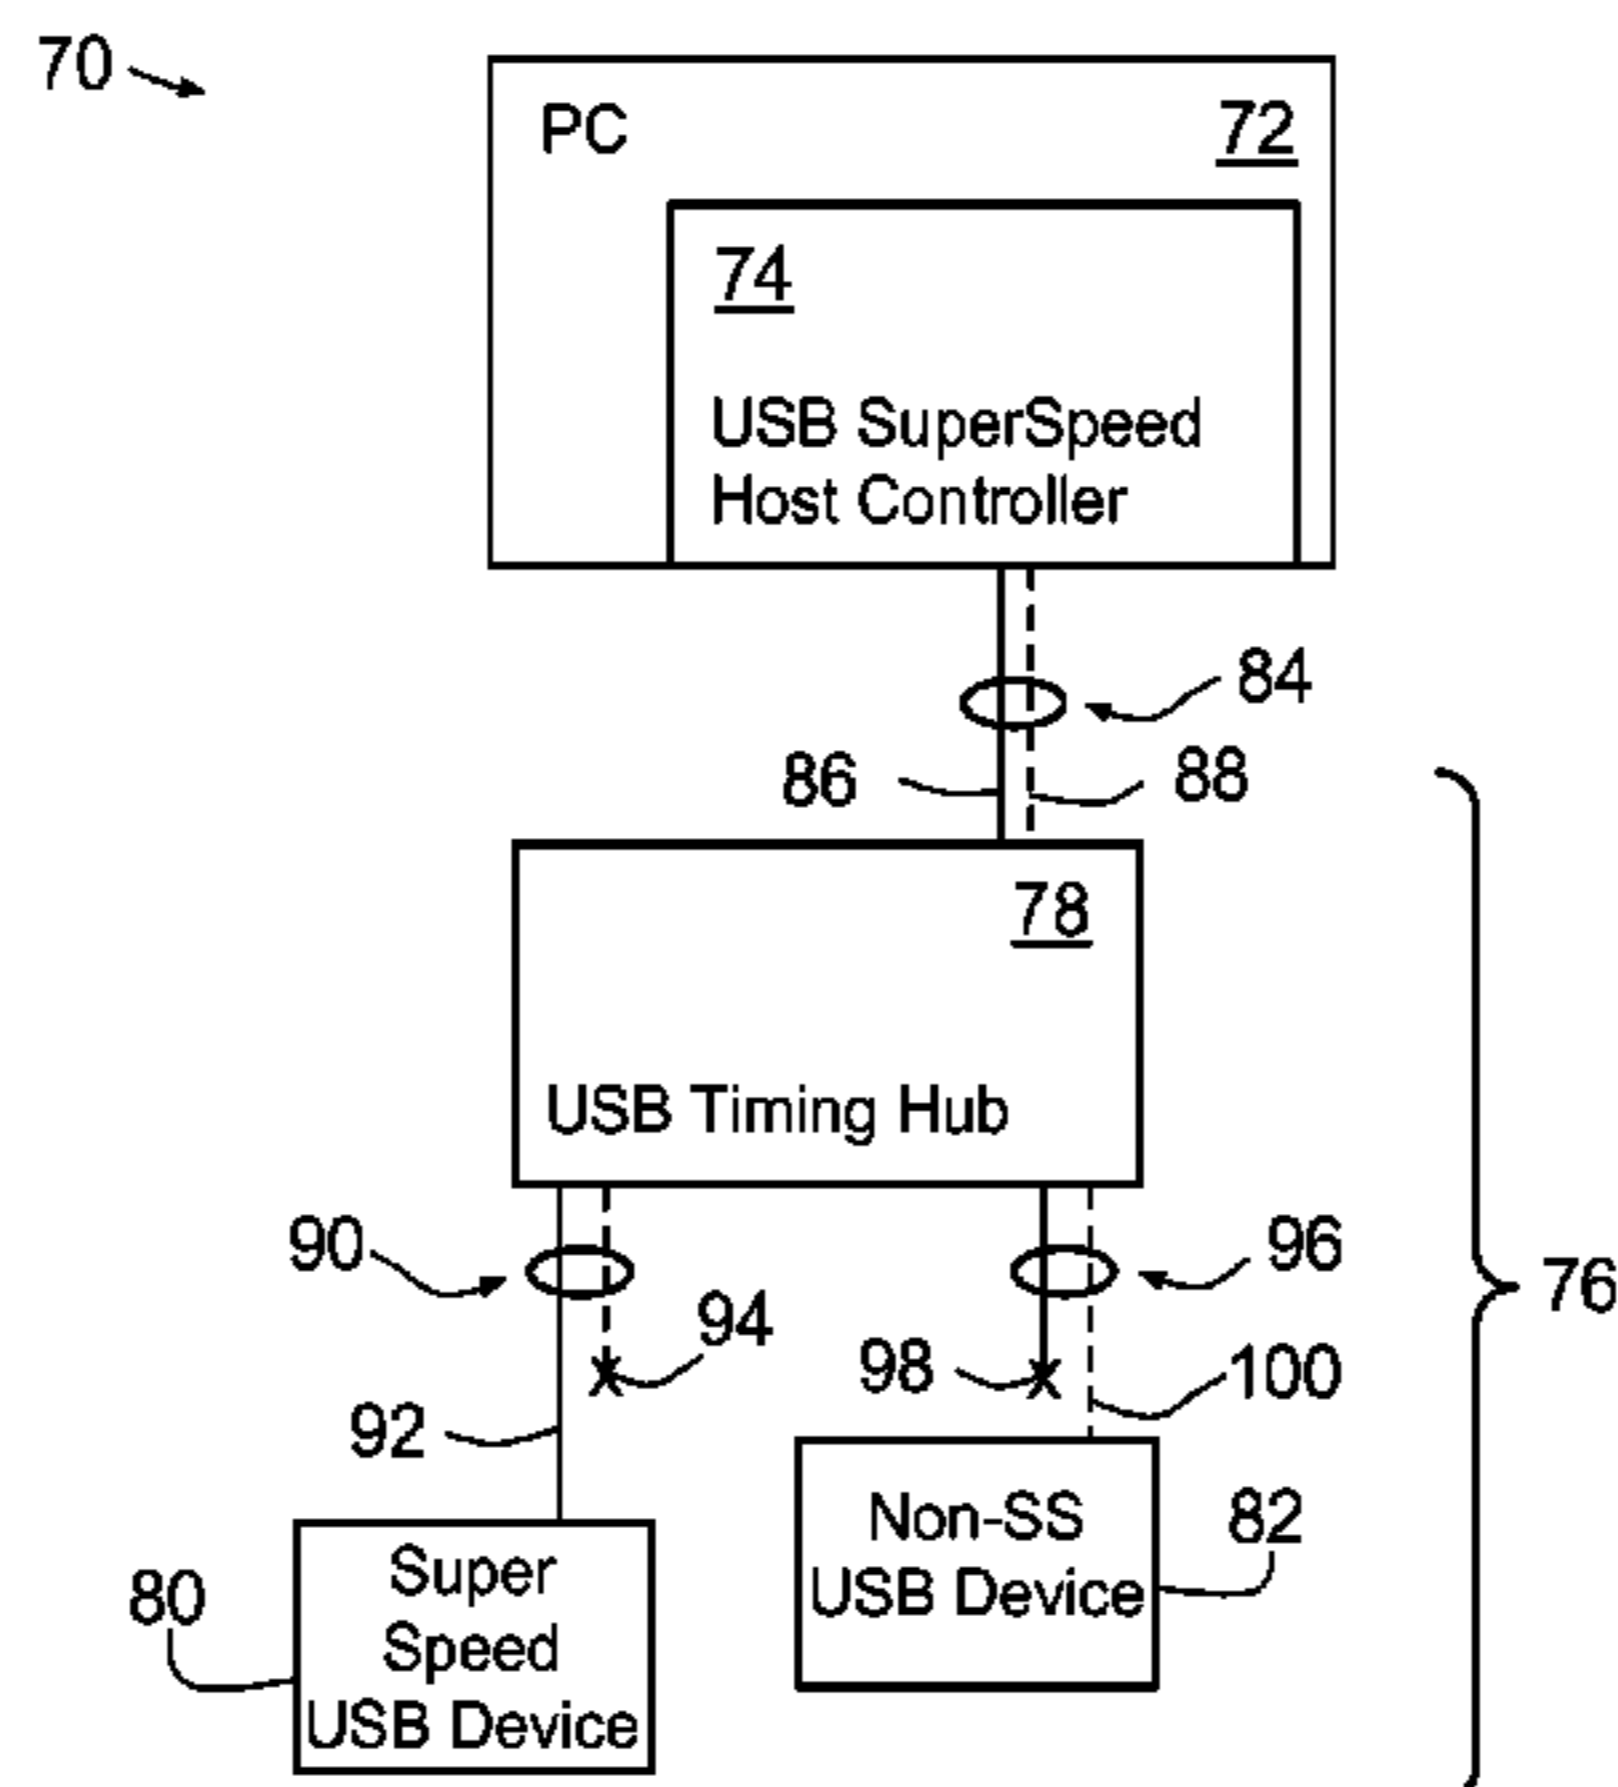 70
PC
72
74
USB SuperSpeed
Host Controller
84
86
88
78
USB Timing Hub
90
96
76
94
98
100
92
Non-SS
USB Device
82
Super
Speed
USB Device
80